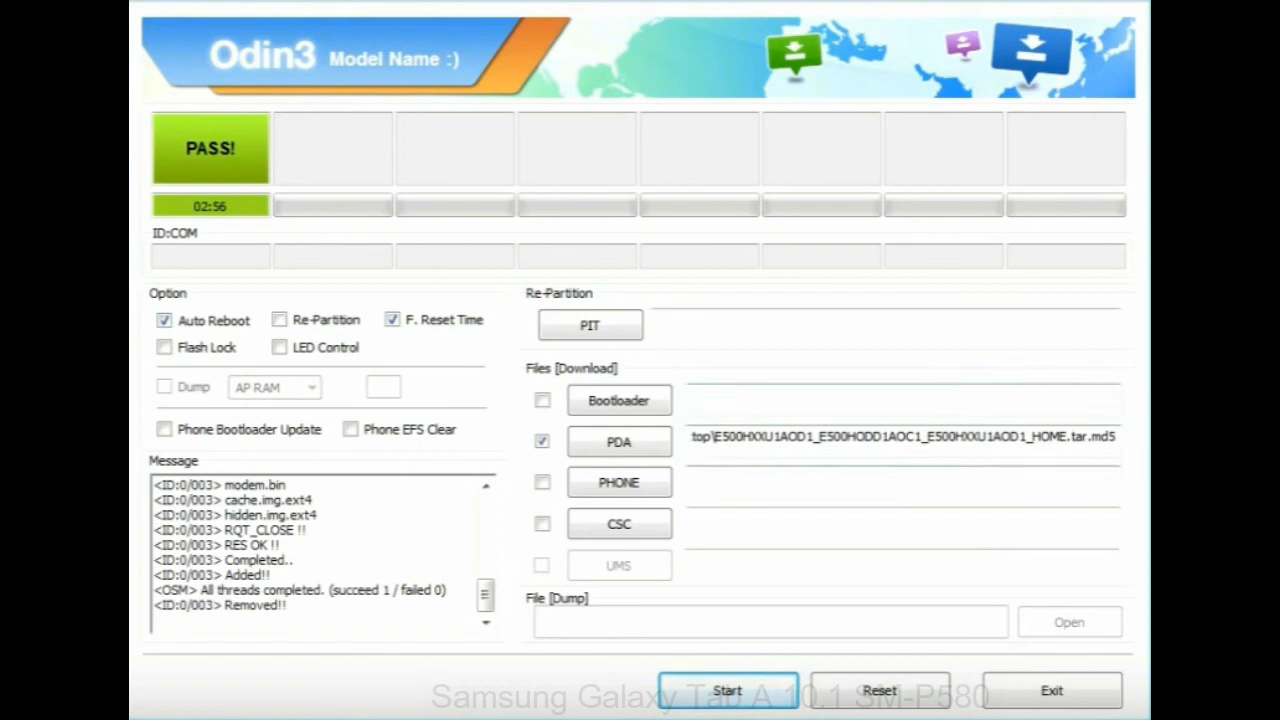 Odin3 Model Name :)
PASS!
02:56
ID:COM
Option
Auto Reboot Re-Partition F. Reset Time
Flash Lock LED Control
Dump AP RAM
Phone Bootloader Update Phone EFS Clear
Message
<ID:0/003> modem.bin
<ID:0/003> cache.img.ext4
<ID:0/003> hidden.img.ext4
<ID:0/003> RQT_CLOSE !!
<ID:0/003> RES OK !!
<ID:0/003> Completed..
<ID:0/003> Added!!
<OSM> All threads completed. (succeed 1 / failed 0)
<ID:0/003> Removed!!
Re-Partition
PIT
Files [Download]
Bootloader
PDA top\E500HXXU1AOD1_E500HODD1AOC1_E500HXXU1AOD1_HOME.tar.md5
PHONE
CSC
UMS
File [Dump]
Open
Start Reset Exit
Samsung Galaxy Tab A 10.1 SM-P580